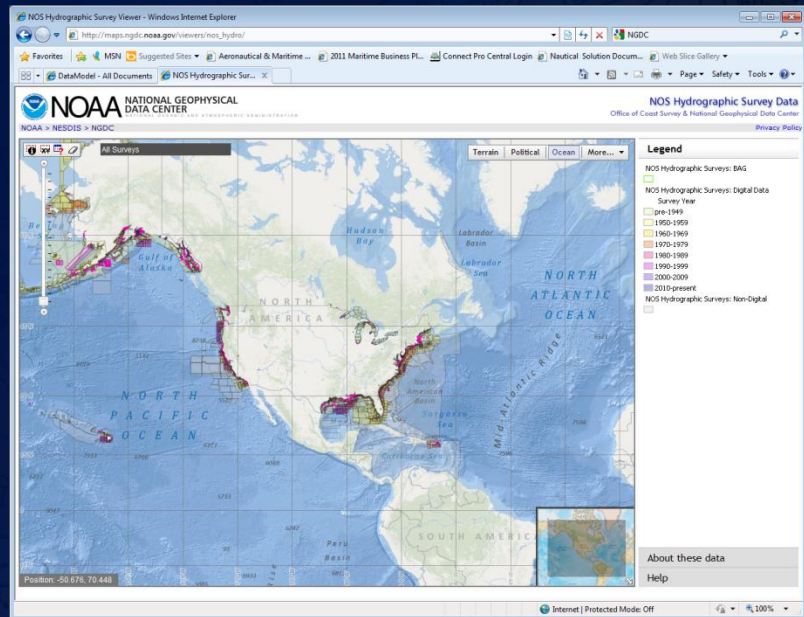 NOS Hydrographic Survey Viewer - Windows Internet Explorer
http://maps.ngdc.noaa.gov/viewers/nos_hydro/
NGDC
Favorites
MSN
Suggested Sites
Aeronautical & Maritime ...
2011 Maritime Business Pl...
Connect Pro Central Login
Nautical Solution Docum...
Web Slice Gallery
DataModel - All Documents
NOS Hydrographic Sur...
Page
Safety
Tools
NOAA
NATIONAL GEOPHYSICAL
DATA CENTER
NATIONAL OCEANIC AND ATMOSPHERIC ADMINISTRATION
NOS Hydrographic Survey Data
Office of Coast Survey & National Geophysical Data Center
NOAA > NESDIS > NGDC
Privacy Policy
All Surveys
Terrain
Political
Ocean
More...
Legend
NOS Hydrographic Surveys: BAG
NOS Hydrographic Surveys: Digital Data
Survey Year
pre-1949
1950-1959
1960-1969
1970-1979
1980-1989
1990-1999
2000-2009
2010-present
NOS Hydrographic Surveys: Non-Digital
Gulf of
Alaska
Hudson
Bay
Labrador
Basin
Labrador
Sea
NORTH
ATLANTIC
OCEAN
NORTH
AMERICA
Mid-Atlantic Ridge
North
American
Basin
Sargasso
Sea
NORTH
PACIFIC
OCEAN
Caribbean Sea
Peru
Basin
SOUTH AMERIC
Position: -50.676, 70.448
About these data
Help
Internet | Protected Mode: Off
100%